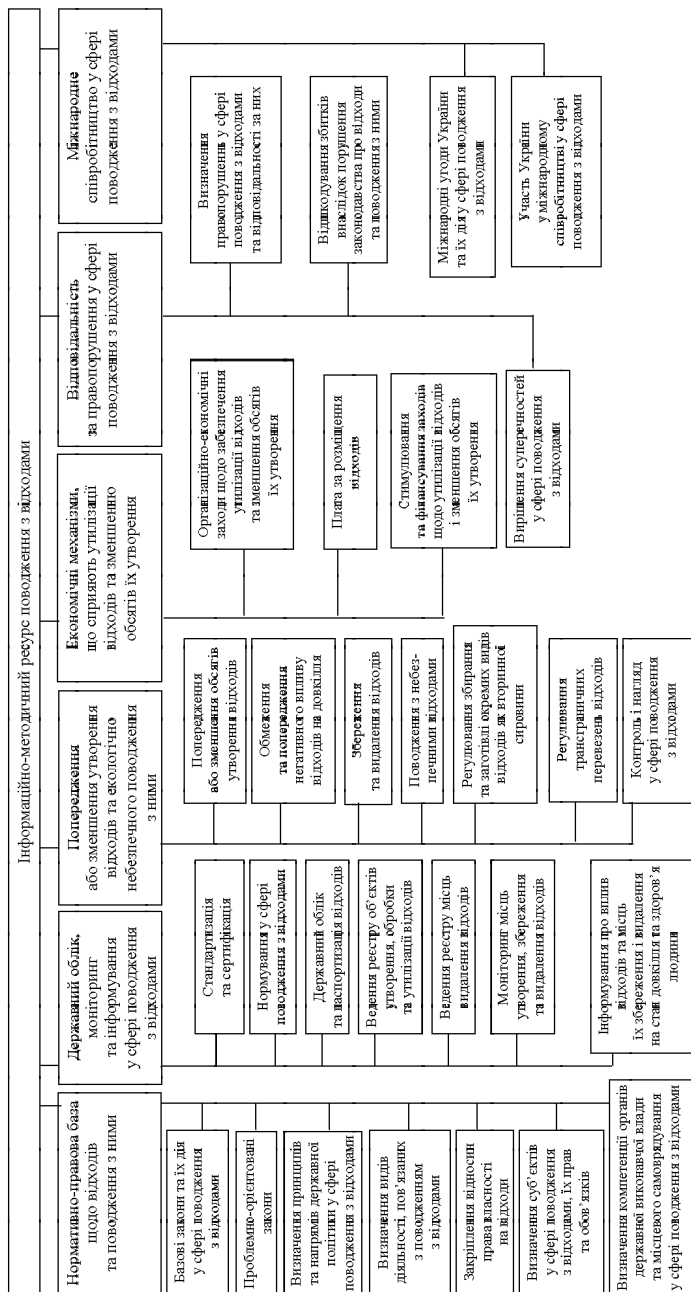 Інформаційно-методичний ресурс поводження з відходами
Нормативно-правова база
щодо відходів
та поводження з ними
Державний облік,
моніторинг
та інформування
у сфері поводження
з відходами
Попередження
або зменшення утворення
відходів та екологічно
небезпечного поводження
з ними
Економічні механізми,
що сприяють утилізації
відходів та зменшенню
обсягів їх утворення
Відповідальність
за правопорушення у сфері
поводження з відходами
Міжнародне
співробітництво у сфері
поводження з відходами
Базові закони та їх дія
у сфері поводження
з відходами
Проблемно-орієнтовані
закони
Визначення принципів
та напрямів державної
політики у сфері
поводження з відходами
Визначення видів
діяльності, пов’язаних
з поводженням
з відходами
Закріплення відносин
права власності
на відходи
Визначення суб’єктів
у сфері поводження
з відходами, їх прав
та обов’язків
Визначення компетенції органів
державної виконавчої влади
та місцевого самоврядування
у сфері поводження з відходами
Стандартизація
та сертифікація
Нормування у сфері
поводження з відходами
Державний облік
та паспортизація відходів
Ведення реєстру об’єктів
утворення, обробки
та утилізації відходів
Ведення реєстру місць
видалення відходів
Моніторинг місць
утворення, збереження
та видалення відходів
Інформування про вплив
відходів та місць
їх збереження і видалення
на стан довкілля та здоров’я
людини
Попередження
або зменшення обсягів
утворення відходів
Обмеження
та попередження
негативного впливу
відходів на довкілля
Збереження
та видалення відходів
Поводження з небез-
печними відходами
Регулювання збирання
та заготівлі окремих видів
відходів як вторинної
сировини
Регулювання
трансграничних
перевезень відходів
Контроль і нагляд
у сфері поводження
з відходами
Організаційно-економічні
заходи щодо забезпечення
утилізації відходів
та зменшення обсягів
їх утворення
Плата за розміщення
відходів
Стимулювання
та фінансування заходів
щодо утилізації відходів
і зменшення обсягів
їх утворення
Вирішення суперечностей
у сфері поводження
з відходами
Визначення
правопорушень у сфері
поводження з відходами
та відповідальності за них
Відшкодування збитків
внаслідок порушення
законодавства про відходи
та поводження з ними
Міжнародні угоди України
та їх дія у сфері поводження
з відходами
Участь України
у міжнародному
співробітництві у сфері
поводження з відходами